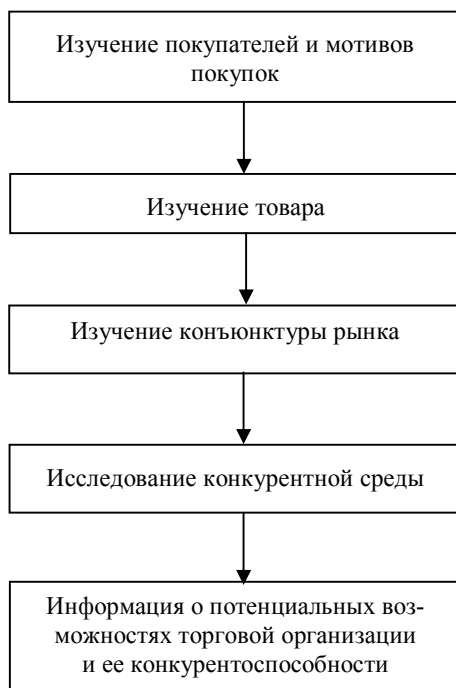 Изучение покупателей и мотивов
покупок
Изучение товара
Изучение конъюнктуры рынка
Исследование конкурентной среды
Информация о потенциальных воз-
можностях торговой организации
и ее конкурентоспособности